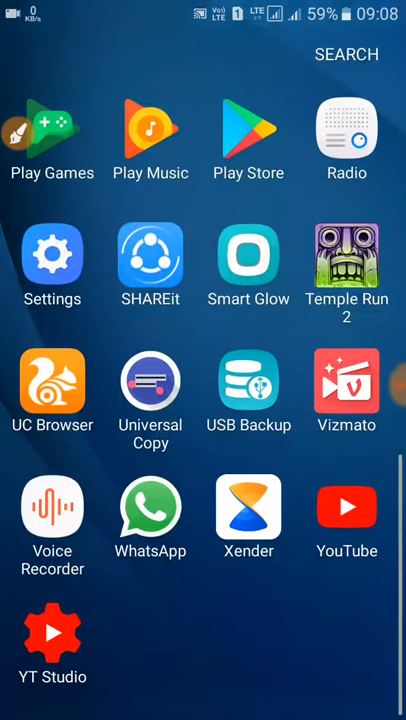 0
KB/s
Vo))
LTE
1
LTE
59%
09:08
SEARCH
Play Games
Play Music
Play Store
Radio
Settings
SHAREit
Smart Glow
Temple Run
2
UC Browser
Universal
Copy
USB Backup
Vizmato
Voice
Recorder
WhatsApp
Xender
YouTube
YT Studio